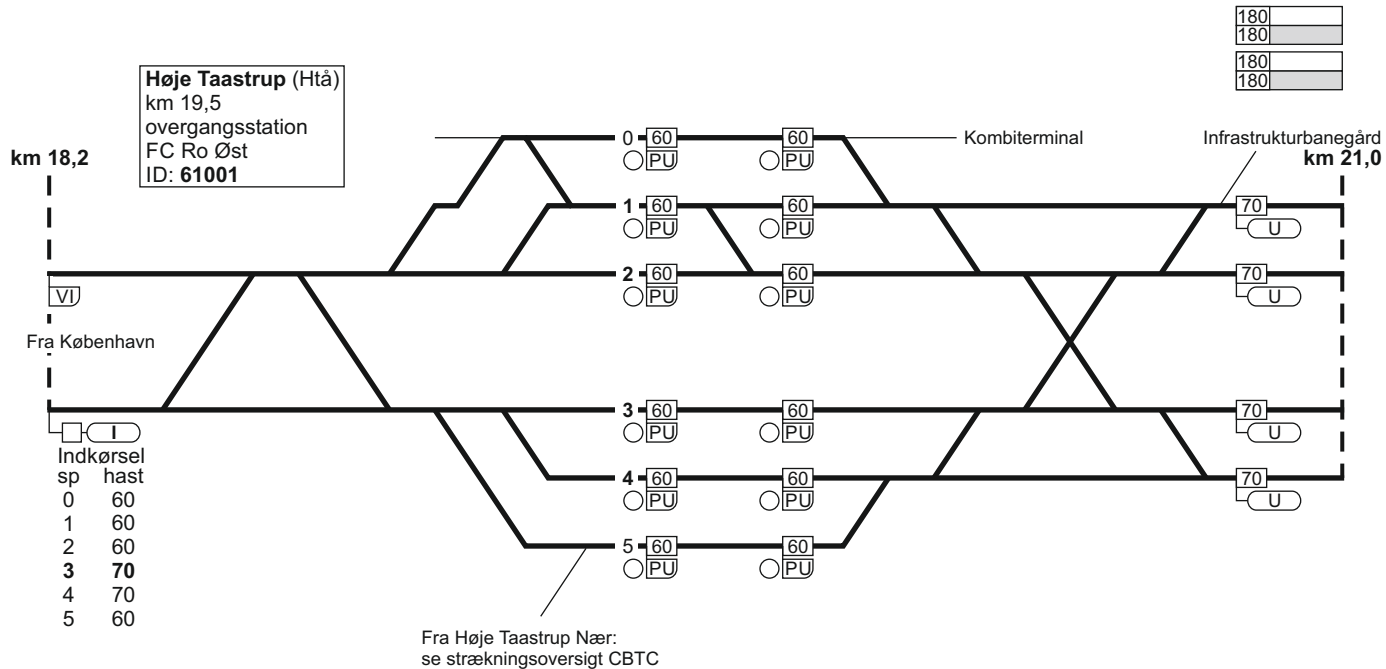 180
180
180
180
Høje Taastrup (Htå)
km 19,5
overgangsstation
FC Ro Øst
ID: 61001
km 18,2
0 60 60 Kombiterminal Infrastrukturbanegård
PU PU
km 21,0
1 60 60 70
PU PU U
2 60 60 70
VI PU PU U
Fra København
3 60 60 70
I PU PU U
Indkørsel
sp hast
0 60
1 60
2 60
3 70
4 70
5 60
4 60 60 70
PU PU U
5 60 60
PU PU
Fra Høje Taastrup Nær:
se strækningsoversigt CBTC